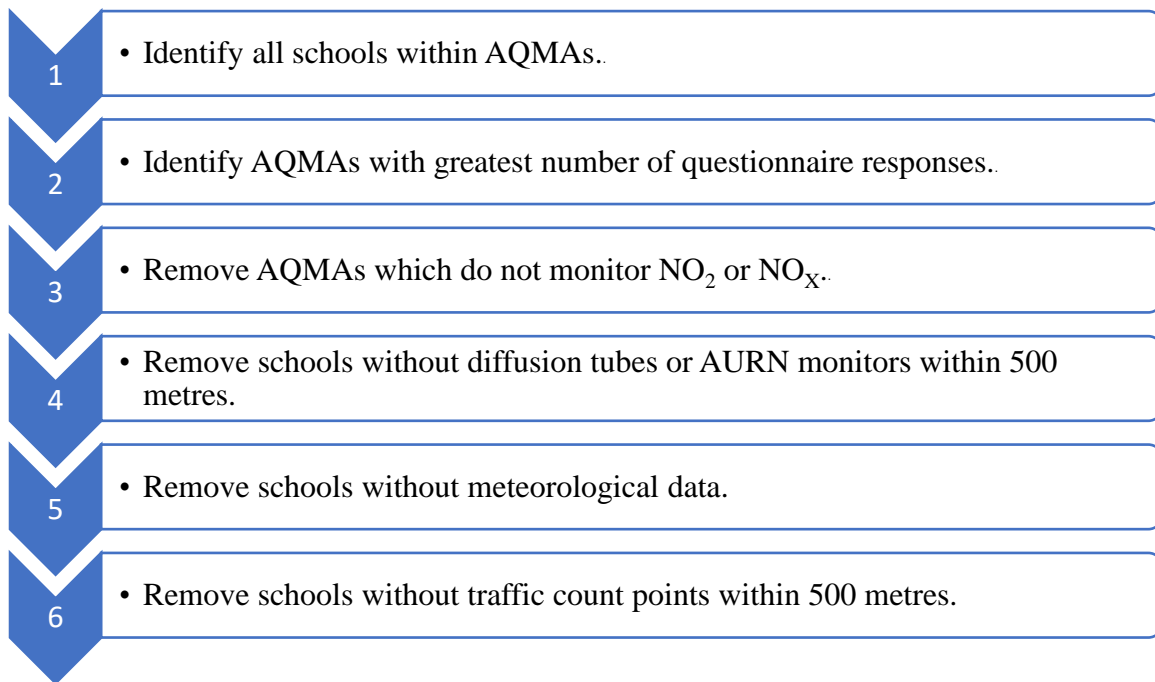 1
• Identify all schools within AQMAs..
2
• Identify AQMAs with greatest number of questionnaire responses..
3
• Remove AQMAs which do not monitor NO₂ or NOₓ..
4
• Remove schools without diffusion tubes or AURN monitors within 500
metres.
5
• Remove schools without meteorological data.
6
• Remove schools without traffic count points within 500 metres.